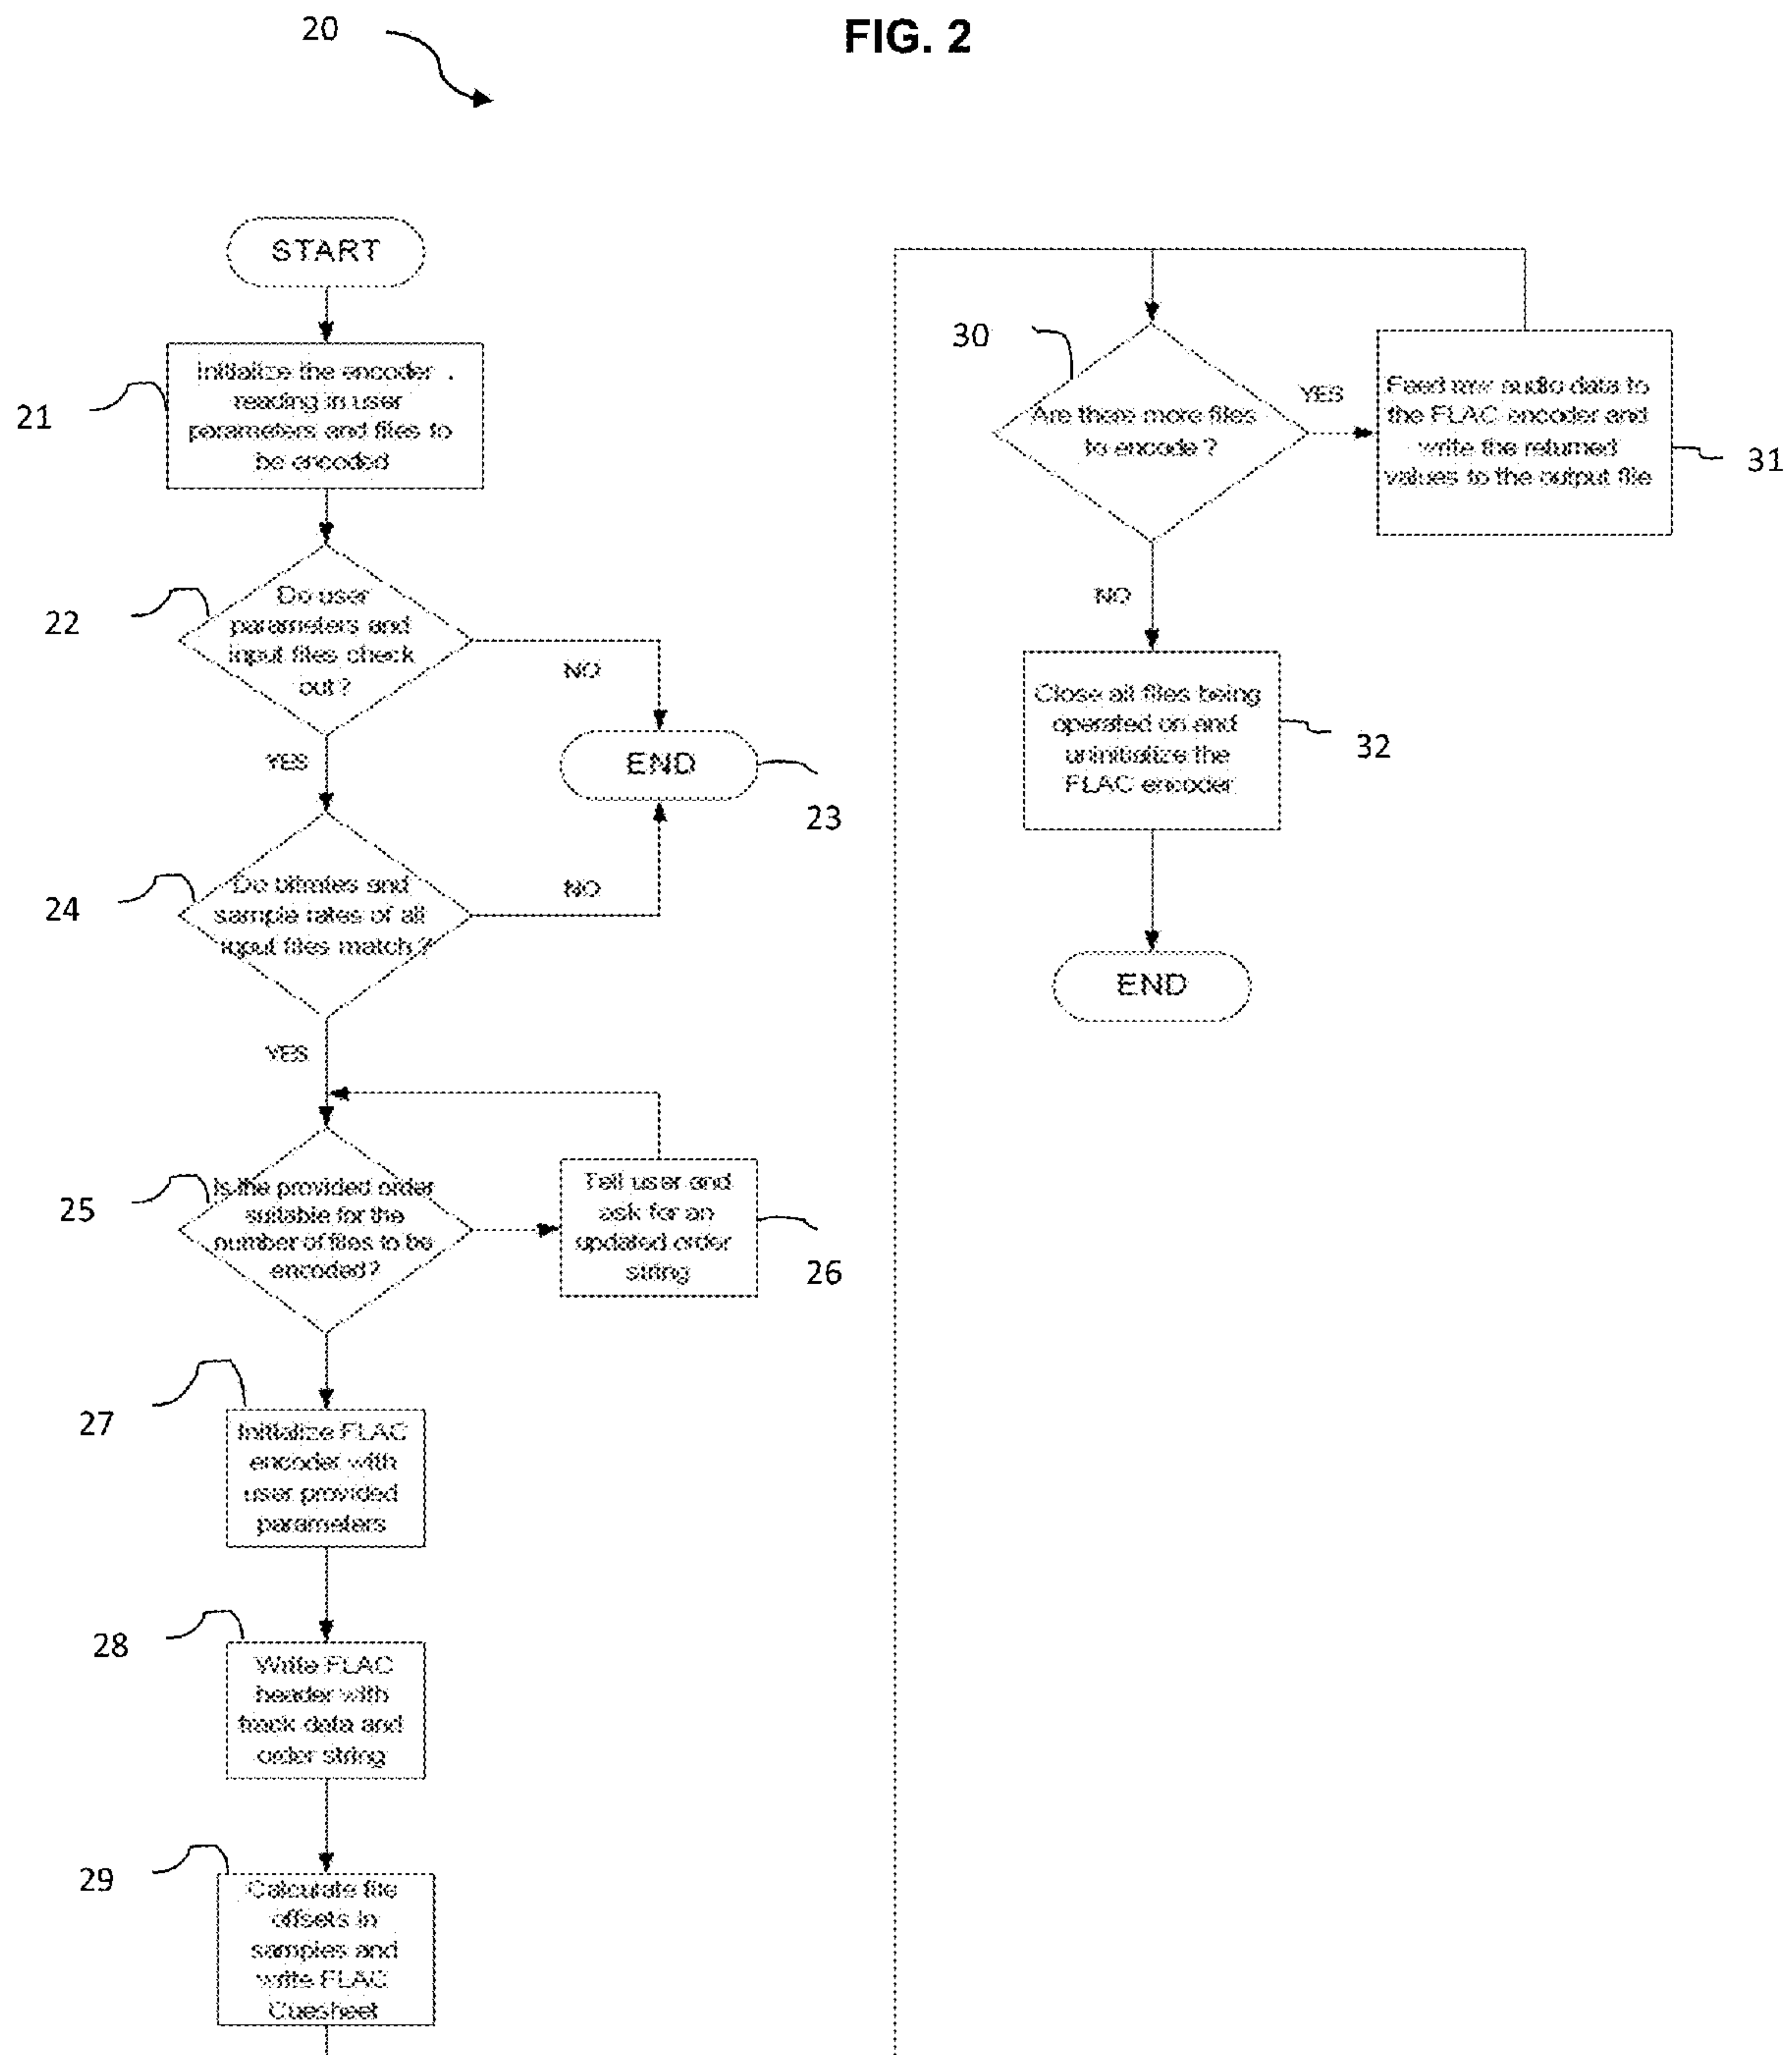 20
FIG. 2
START
21
Initialize the encoder .
reading in user
parameters and files to
be encoded
22
Do user
parameters and
input files check
out ?
NO
YES
END
23
24
Do bitrates and
sample rates of all
input files match ?
NO
YES
25
Is the provided order
suitable for the
number of files to be
encoded ?
Tell user and
ask for an
updated order
string
26
27
Initialize FLAC
encoder with
user provided
parameters
28
Write FLAC
header with
track data and
order string
29
Calculate file
offsets in
samples and
write FLAC
Cuesheet
30
Are there more files
to encode ?
YES
Feed raw audio data to
the FLAC encoder and
write the returned
values to the output file
31
NO
Close all files being
operated on and
uninitialize the
FLAC encoder
32
END